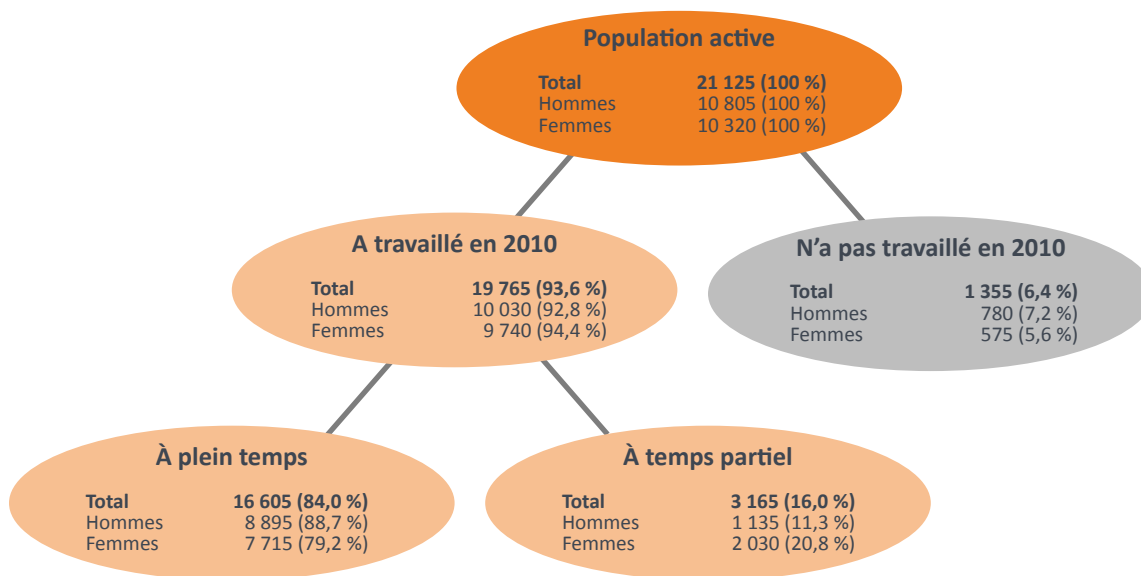 Population active
Total 21 125 (100 %)
Hommes 10 805 (100 %)
Femmes 10 320 (100 %)
A travaillé en 2010
Total 19 765 (93,6 %)
Hommes 10 030 (92,8 %)
Femmes 9 740 (94,4 %)
N'a pas travaillé en 2010
Total 1 355 (6,4 %)
Hommes 780 (7,2 %)
Femmes 575 (5,6 %)
À plein temps
Total 16 605 (84,0 %)
Hommes 8 895 (88,7 %)
Femmes 7 715 (79,2 %)
À temps partiel
Total 3 165 (16,0 %)
Hommes 1 135 (11,3 %)
Femmes 2 030 (20,8 %)